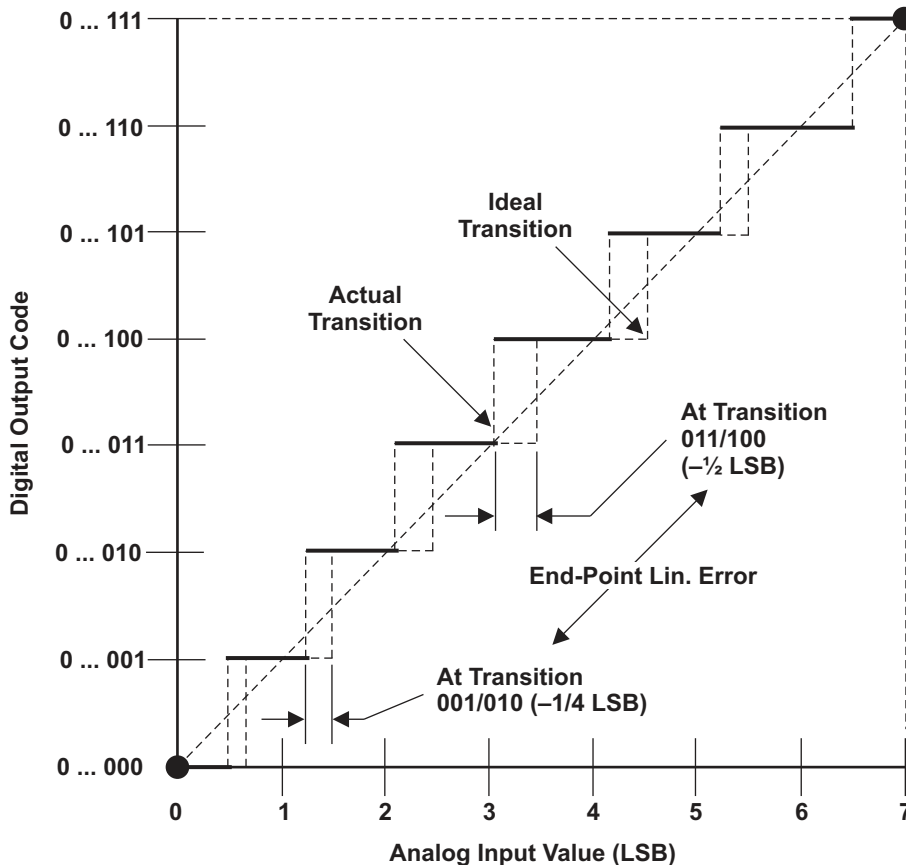 0 ... 111
0 ... 110
0 ... 101
0 ... 100
0 ... 011
0 ... 010
0 ... 001
0 ... 000
Digital Output Code
Ideal
Transition
Actual
Transition
At Transition
011/100
(–½ LSB)
End-Point Lin. Error
At Transition
001/010 (–1/4 LSB)
0 1 2 3 4 5 6 7
Analog Input Value (LSB)